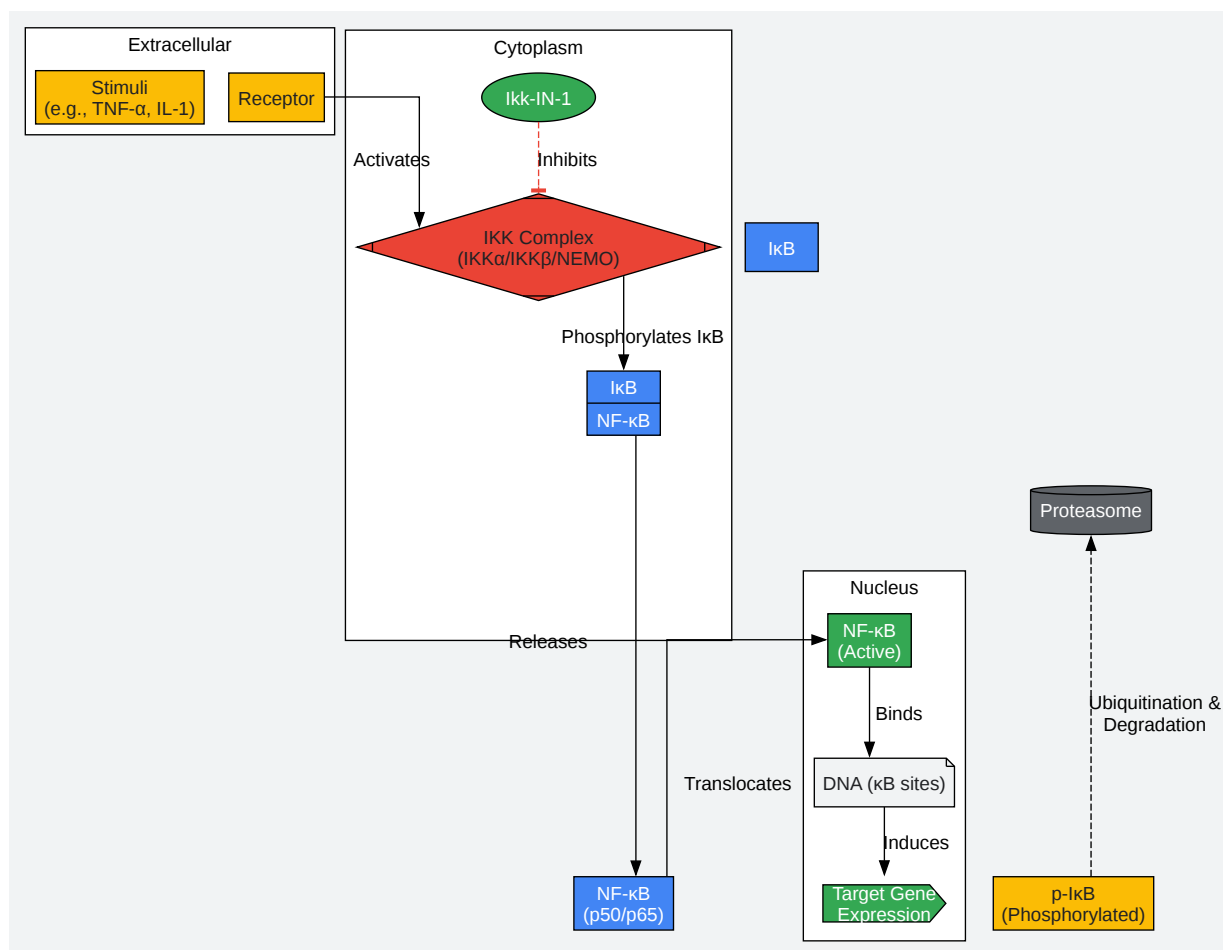 Extracellular
Stimuli
(e.g., TNF-α, IL-1)
Receptor
Cytoplasm
Ikk-IN-1
Activates
Inhibits
IKK Complex
(IKKα/IKKβ/NEMO)
IκB
Phosphorylates IκB
IκB
NF-κB
Proteasome
Nucleus
NF-κB
(Active)
Releases
Binds
Ubiquitination &
Degradation
Translocates
DNA (κB sites)
Induces
NF-κB
(p50/p65)
Target Gene
Expression
p-IκB
(Phosphorylated)